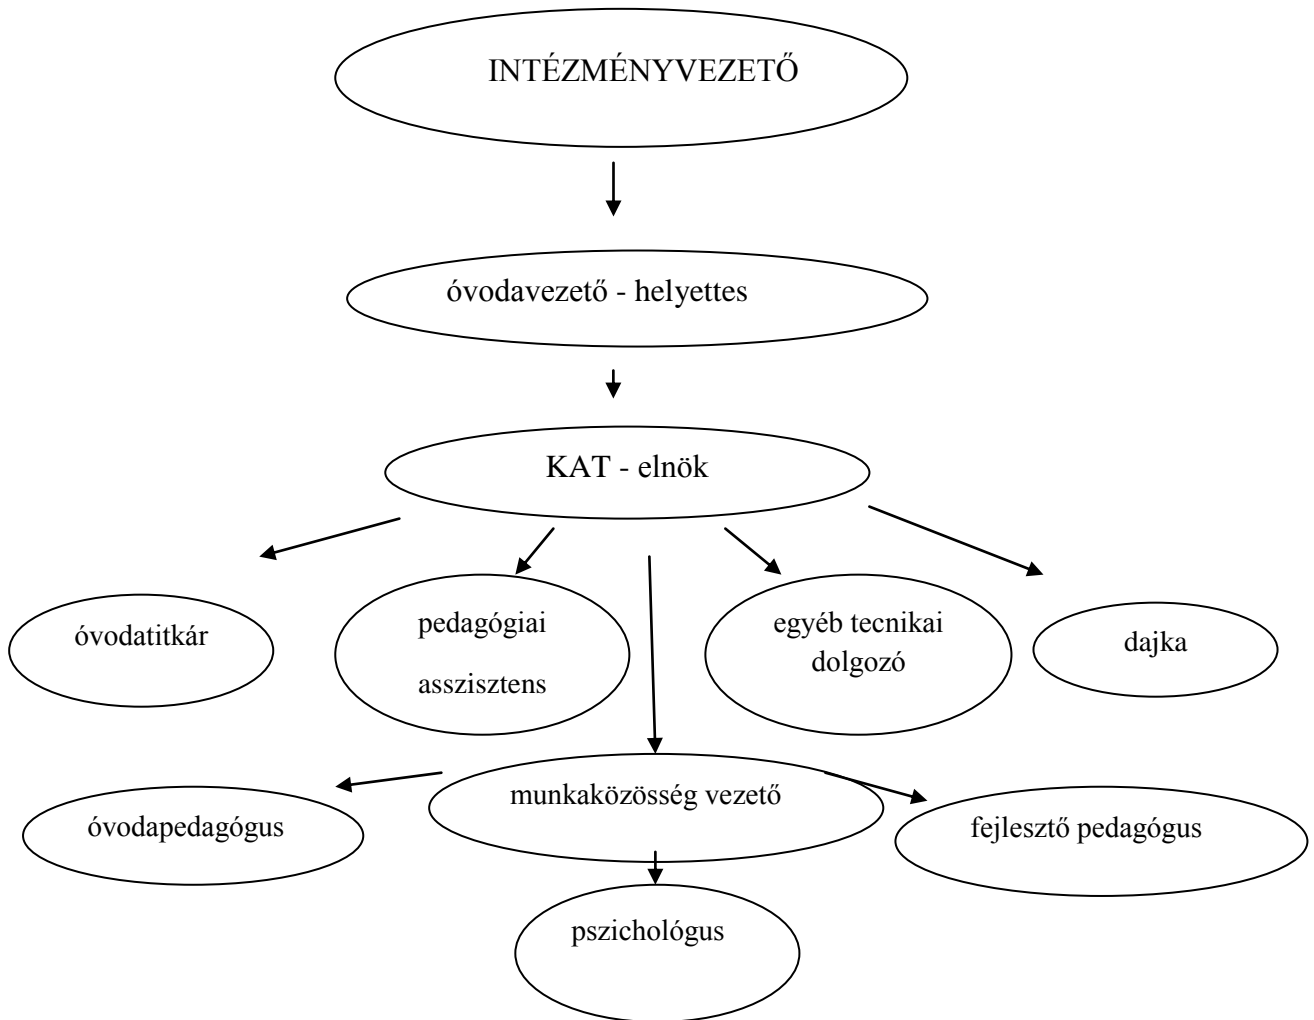 INTÉZMÉNYVEZETŐ
óvodavezető - helyettes
KAT - elnök
óvodatitkár
pedagógiai
asszisztens
egyéb tecnikai
dolgozó
dajka
óvodapedagógus
munkaközösség vezető
fejlesztő pedagógus
pszichológus